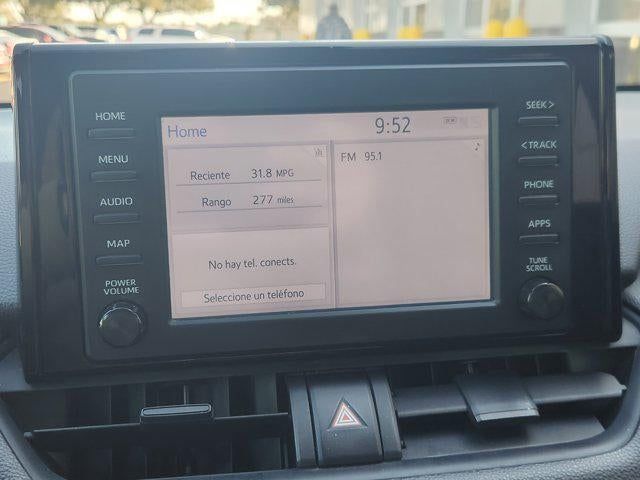 HOME
MENU
AUDIO
MAP
POWER
VOLUME
Home 9:52
Reciente 31.8 MPG
Rango 277 miles
No hay tel. conects.
Seleccione un teléfono
FM 95.1
SEEK >
< TRACK
PHONE
APPS
TUNE
SCROLL